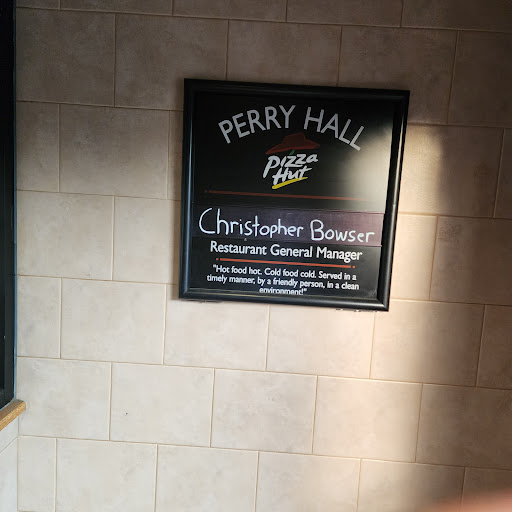 PERRY HALL
Pizza
Hut
Christopher Bowser
Restaurant General Manager
"Hot food hot. Cold food cold. Served in a
timely manner, by a friendly person, in a clean
environment!"